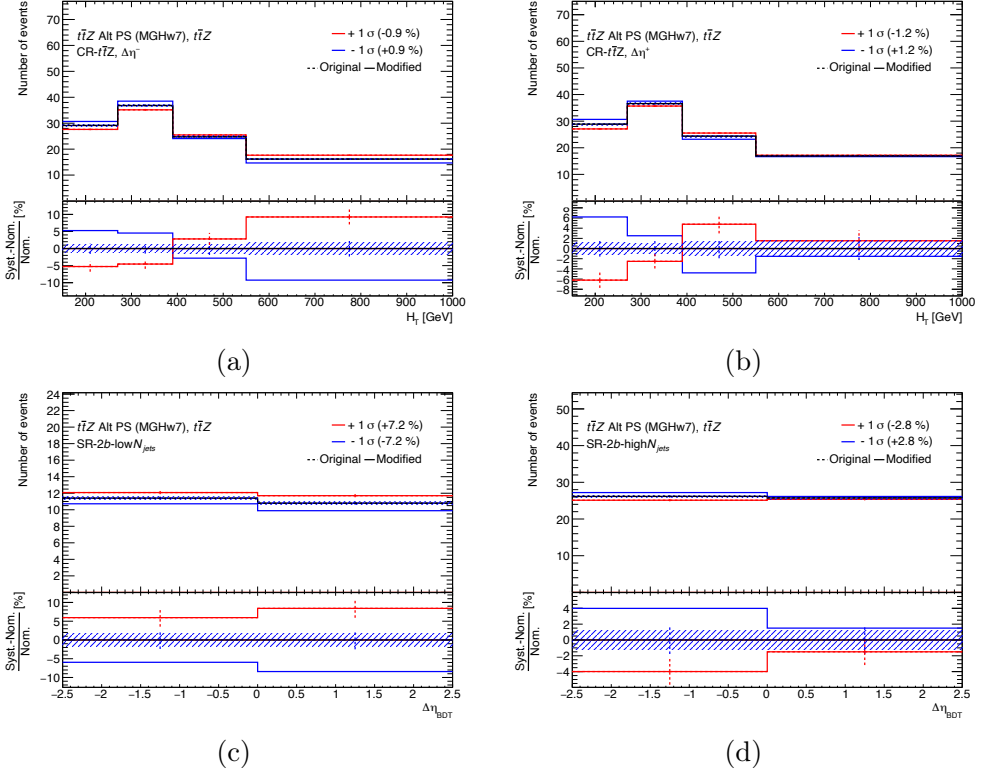 Number of events
70
60
50
40
30
20
10
tt̄Z Alt PS (MGHw7), tt̄Z
CR-tt̄Z, Δη⁻
+ 1 σ (-0.9 %)
- 1 σ (+0.9 %)
Original Modified
Syst.-Nom. [%]
Nom.
10
5
0
−5
−10
200 300 400 500 600 700 800 900 1000
H_T [GeV]
(a)
Number of events
70
60
50
40
30
20
10
tt̄Z Alt PS (MGHw7), tt̄Z
CR-tt̄Z, Δη⁺
+ 1 σ (-1.2 %)
- 1 σ (+1.2 %)
Original Modified
Syst.-Nom. [%]
Nom.
8
6
4
2
0
−2
−4
−6
−8
200 300 400 500 600 700 800 900 1000
H_T [GeV]
(b)
Number of events
24
22
20
18
16
14
12
10
8
6
4
2
tt̄Z Alt PS (MGHw7), tt̄Z
SR-2b-lowN_jets
+ 1 σ (+7.2 %)
- 1 σ (-7.2 %)
Original Modified
Syst.-Nom. [%]
Nom.
10
5
0
−5
−10
−2.5 −2 −1.5 −1 −0.5 0 0.5 1 1.5 2 2.5
Δη_BDT
(c)
Number of events
50
40
30
20
10
tt̄Z Alt PS (MGHw7), tt̄Z
SR-2b-highN_jets
+ 1 σ (-2.8 %)
- 1 σ (+2.8 %)
Original Modified
Syst.-Nom. [%]
Nom.
4
2
0
−2
−4
−2.5 −2 −1.5 −1 −0.5 0 0.5 1 1.5 2 2.5
Δη_BDT
(d)